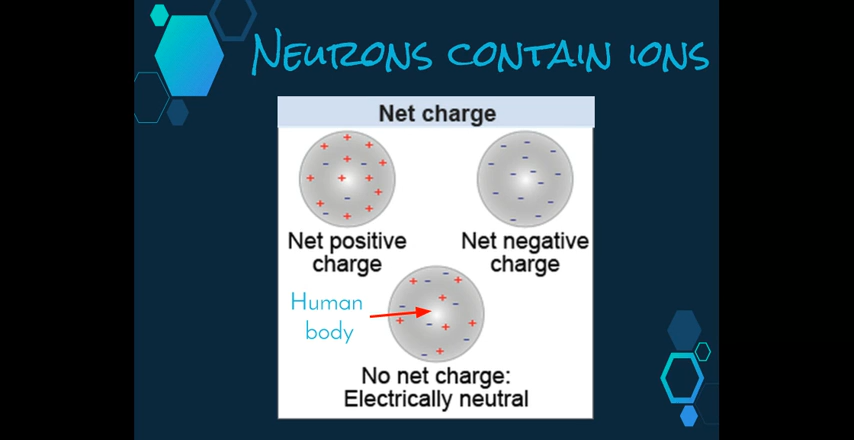 Neurons contain ions
Net charge
Net positive
charge
Net negative
charge
Human
body
No net charge:
Electrically neutral